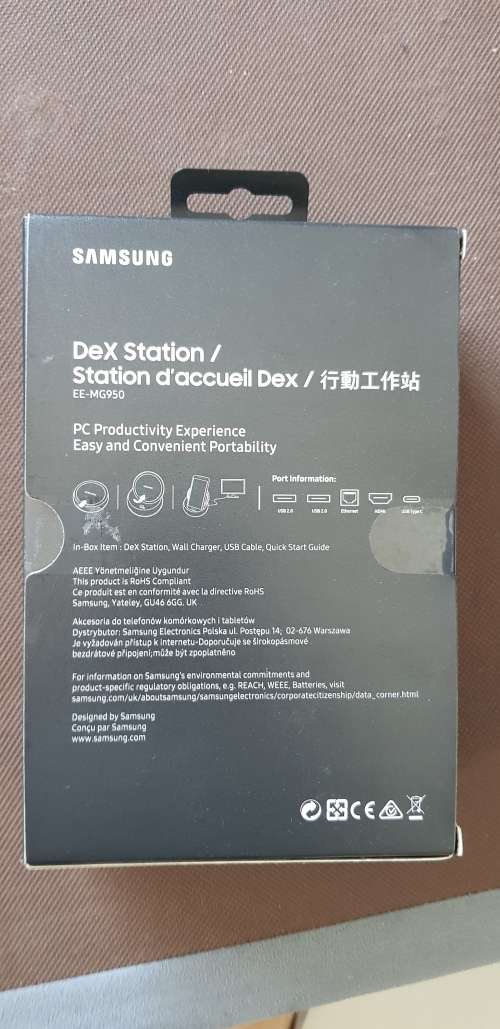 SAMSUNG
DeX Station /
Station d'accueil Dex / 行動工作站
EE-MG950
PC Productivity Experience
Easy and Convenient Portability
Port Information:
USB 2.0 USB 2.0 Ethernet HDMI USB Type C
In-Box Item : DeX Station, Wall Charger, USB Cable, Quick Start Guide
AEEE Yönetmeliğine Uygundur
This product is RoHS Compliant
Ce produit est en conformité avec la directive RoHS
Samsung, Yateley, GU46 6GG. UK
Akcesoria do telefonów komórkowych i tabletów
Dystrybutor: Samsung Electronics Polska ul. Postępu 14; 02-676 Warszawa
Je vyžadován přístup k internetu-Doporučuje se širokopásmové
bezdrátové připojení;může být zpoplatněno
For information on Samsung's environmental commitments and
product-specific regulatory obligations, e.g. REACH, WEEE, Batteries, visit
samsung.com/uk/aboutsamsung/samsungelectronics/corporatecitizenship/data_corner.html
Designed by Samsung
Conçu par Samsung
www.samsung.com
CE